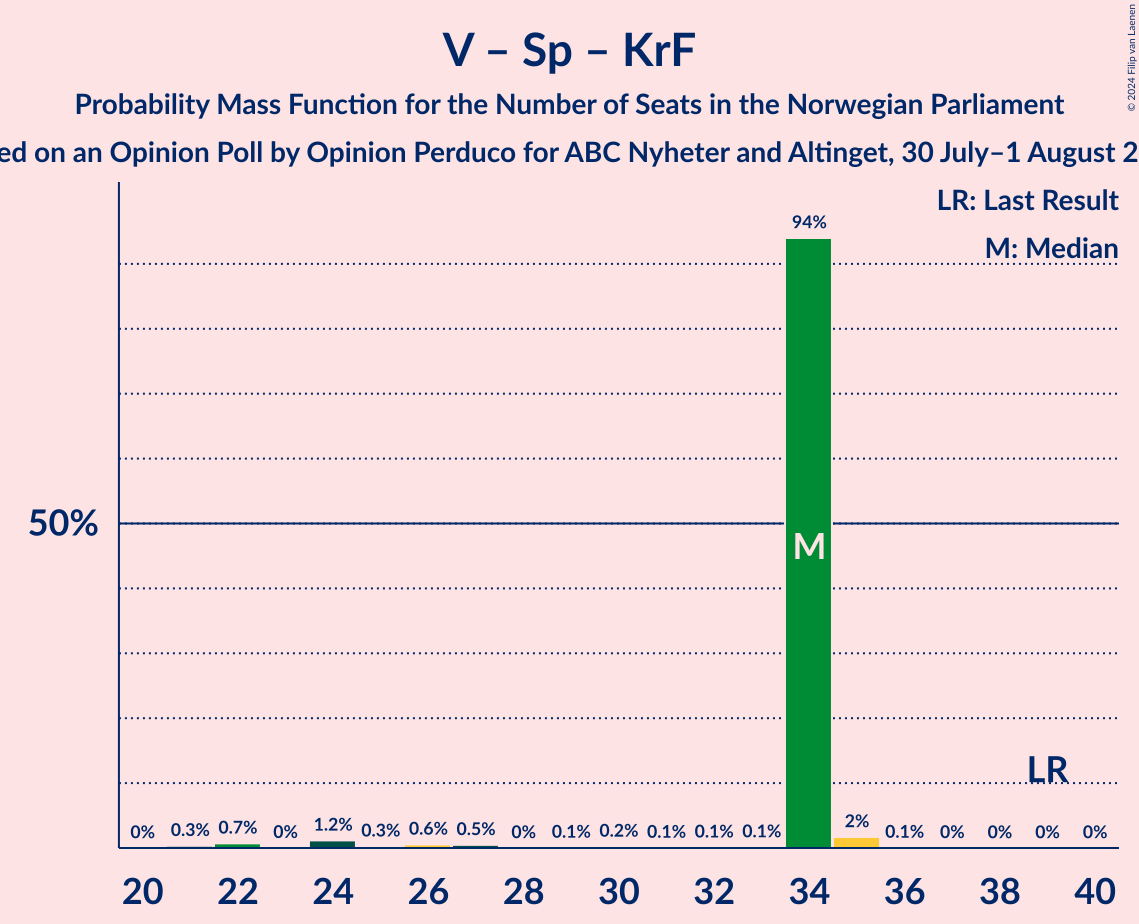 V – Sp – KrF
Probability Mass Function for the Number of Seats in the Norwegian Parliament
on an Opinion Poll by Opinion Perduco for ABC Nyheter and Altinget, 30 July–1 August
© 2024 Filip van Laenen
LR: Last Result
M: Median
94%
50%
M
LR
0% 0.3% 0.7% 0% 1.2% 0.3% 0.6% 0.5% 0% 0.1% 0.2% 0.1% 0.1% 0.1% 2% 0.1% 0% 0% 0% 0%
20 22 24 26 28 30 32 34 36 38 40